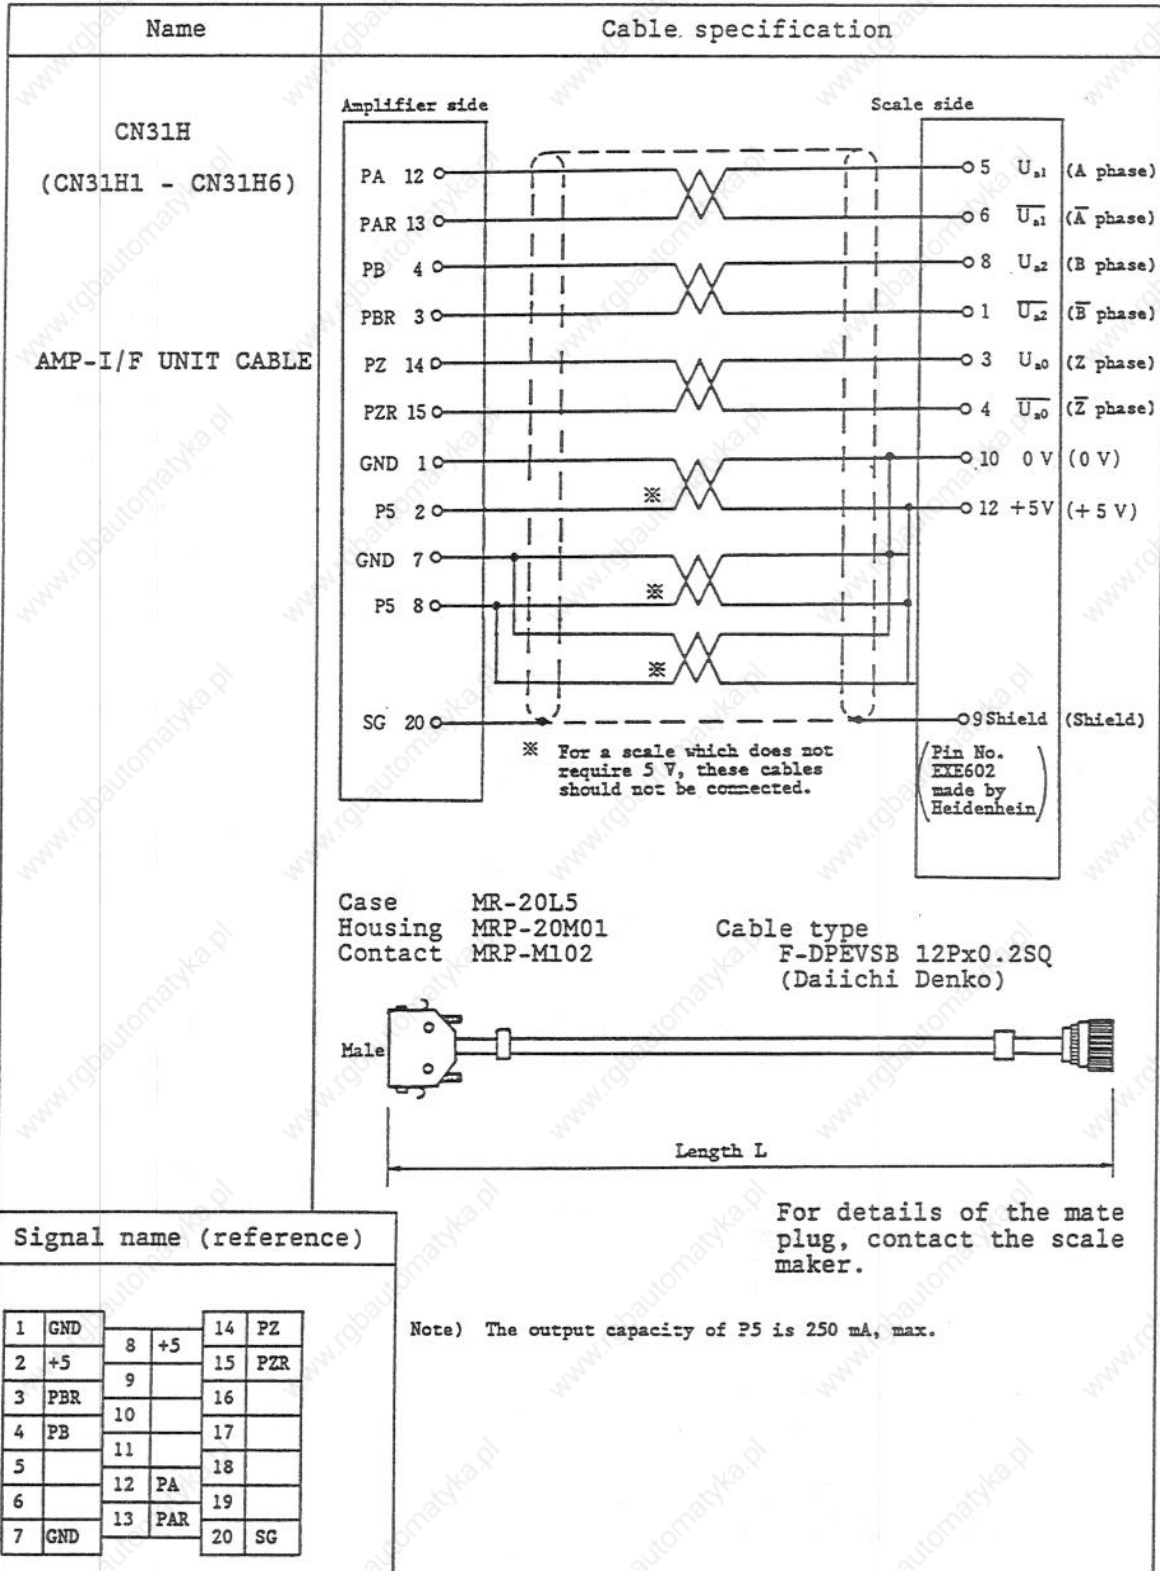 Name
Cable specification
CN31H
(CN31H1 - CN31H6)
AMP-I/F UNIT CABLE
Amplifier side
Scale side
PA 12 5 Ua1 (A phase)
PAR 13 6 U̅a̅1̅ (A̅ phase)
PB 4 8 Ua2 (B phase)
PBR 3 1 U̅a̅2̅ (B̅ phase)
PZ 14 3 Ua0 (Z phase)
PZR 15 4 U̅a̅0̅ (Z̅ phase)
GND 1 10 0 V (0 V)
※
P5 2 12 +5V (+5 V)
GND 7
※
P5 8
※
SG 20 9 Shield (Shield)
※ For a scale which does not
require 5 V, these cables
should not be connected.
(Pin No.
EXE602
made by
Heidenhein)
Case MR-20L5
Housing MRP-20M01
Contact MRP-M102
Cable type
F-DPEVSB 12Px0.2SQ
(Daiichi Denko)
Male
Length L
For details of the mate
plug, contact the scale
maker.
Signal name (reference)
1 GND
2 +5
3 PBR
4 PB
5
6
7 GND
8 +5
9
10
11
12 PA
13 PAR
14 PZ
15 PZR
16
17
18
19
20 SG
Note) The output capacity of P5 is 250 mA, max.
www.rgbautomatyka.pl